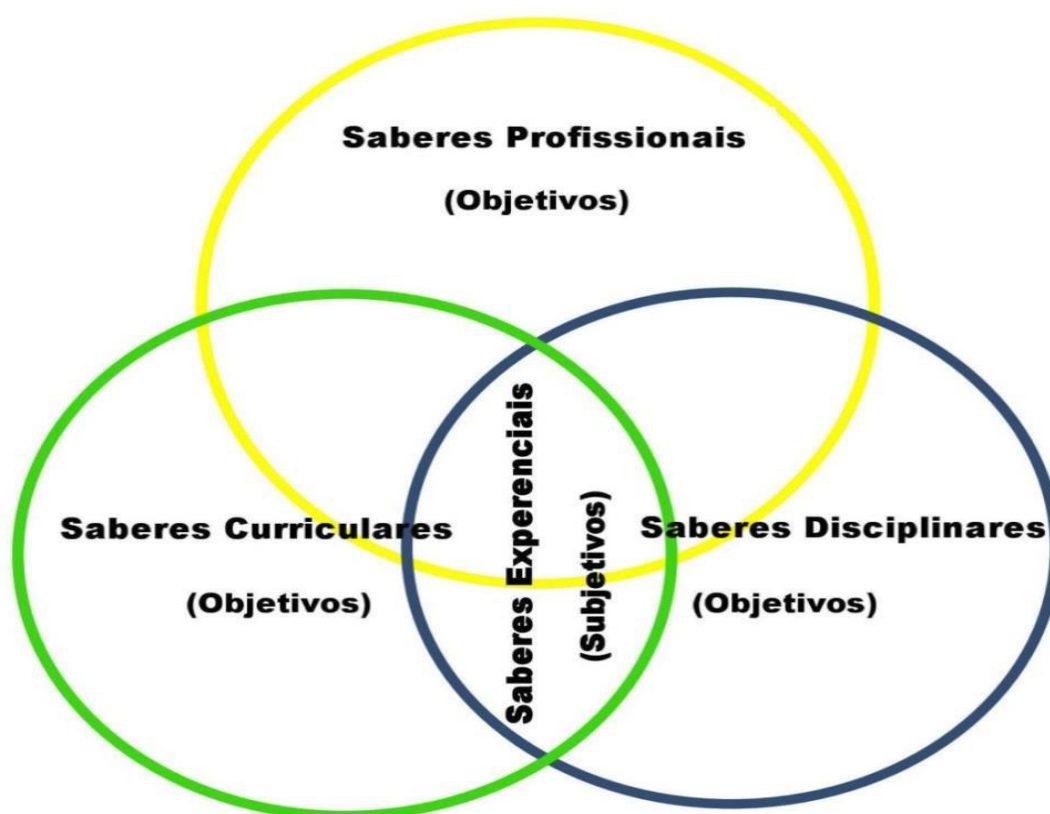 Saberes Profissionais
(Objetivos)
Saberes Curriculares
(Objetivos)
Saberes Experenciais
(Subjetivos)
Saberes Disciplinares
(Objetivos)